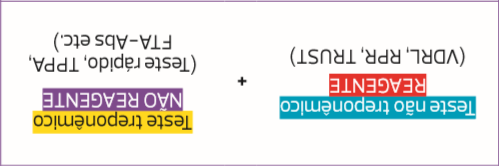 Teste não treponêmico
REAGENTE
(VDRL, RPR, TRUST)
+
Teste treponêmico
NÃO REAGENTE
(Teste rápido, TPPA,
FTA-Abs etc.)